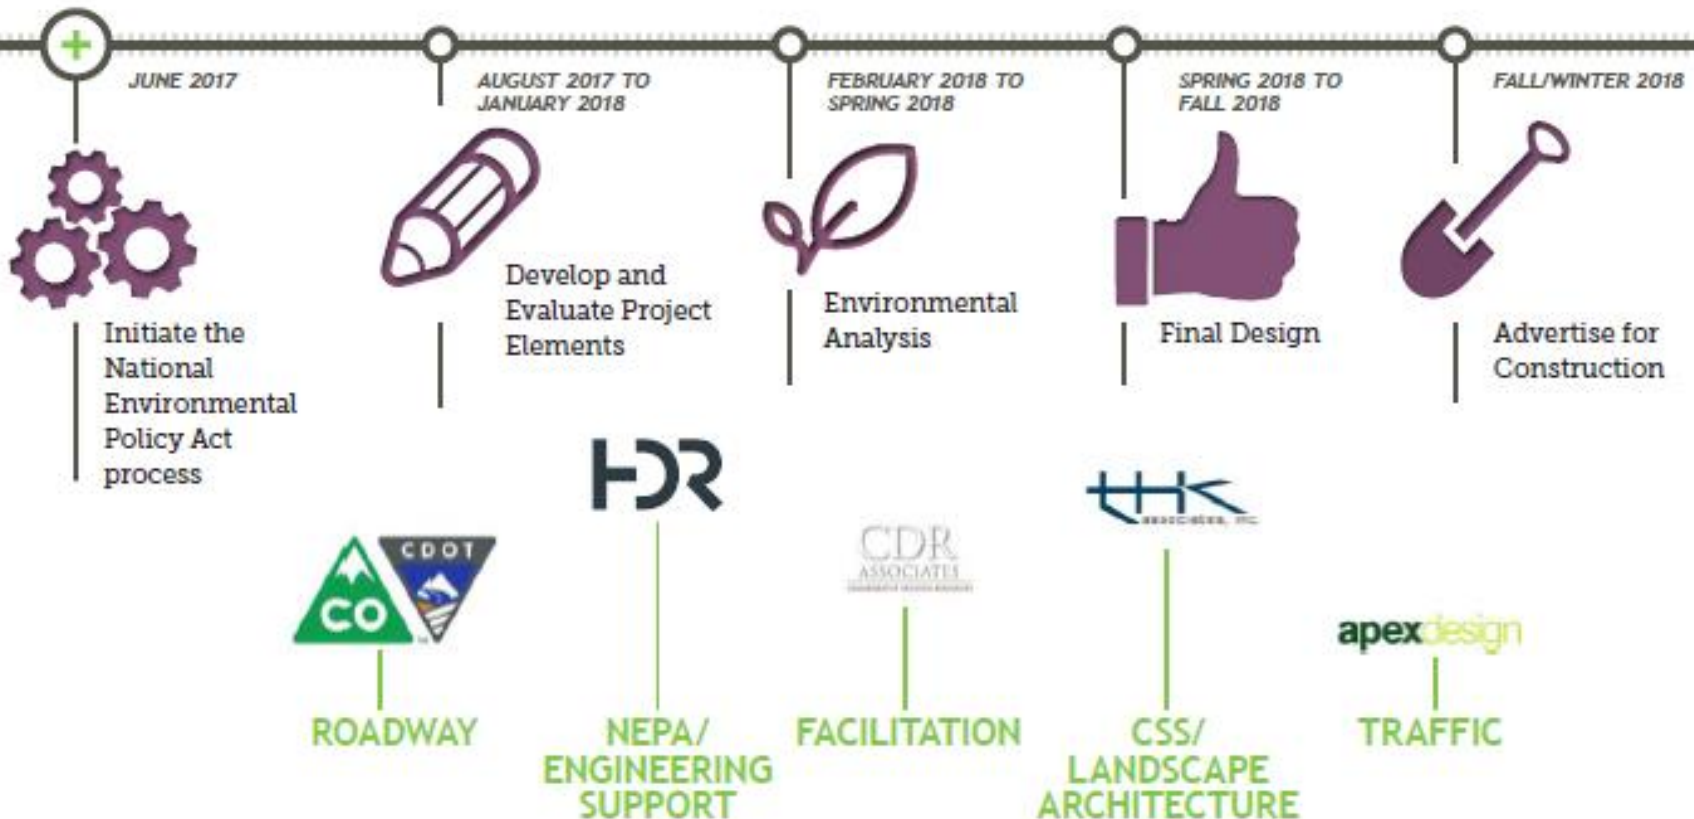 JUNE 2017
AUGUST 2017 TO
JANUARY 2018
FEBRUARY 2018 TO
SPRING 2018
SPRING 2018 TO
FALL 2018
FALL/WINTER 2018
Initiate the
National
Environmental
Policy Act
process
Develop and
Evaluate Project
Elements
Environmental
Analysis
Final Design
Advertise for
Construction
CO
CDOT
HDR
CDR
ASSOCIATES
thk
associates, inc.
apexdesign
ROADWAY
NEPA/
ENGINEERING
SUPPORT
FACILITATION
CSS/
LANDSCAPE
ARCHITECTURE
TRAFFIC